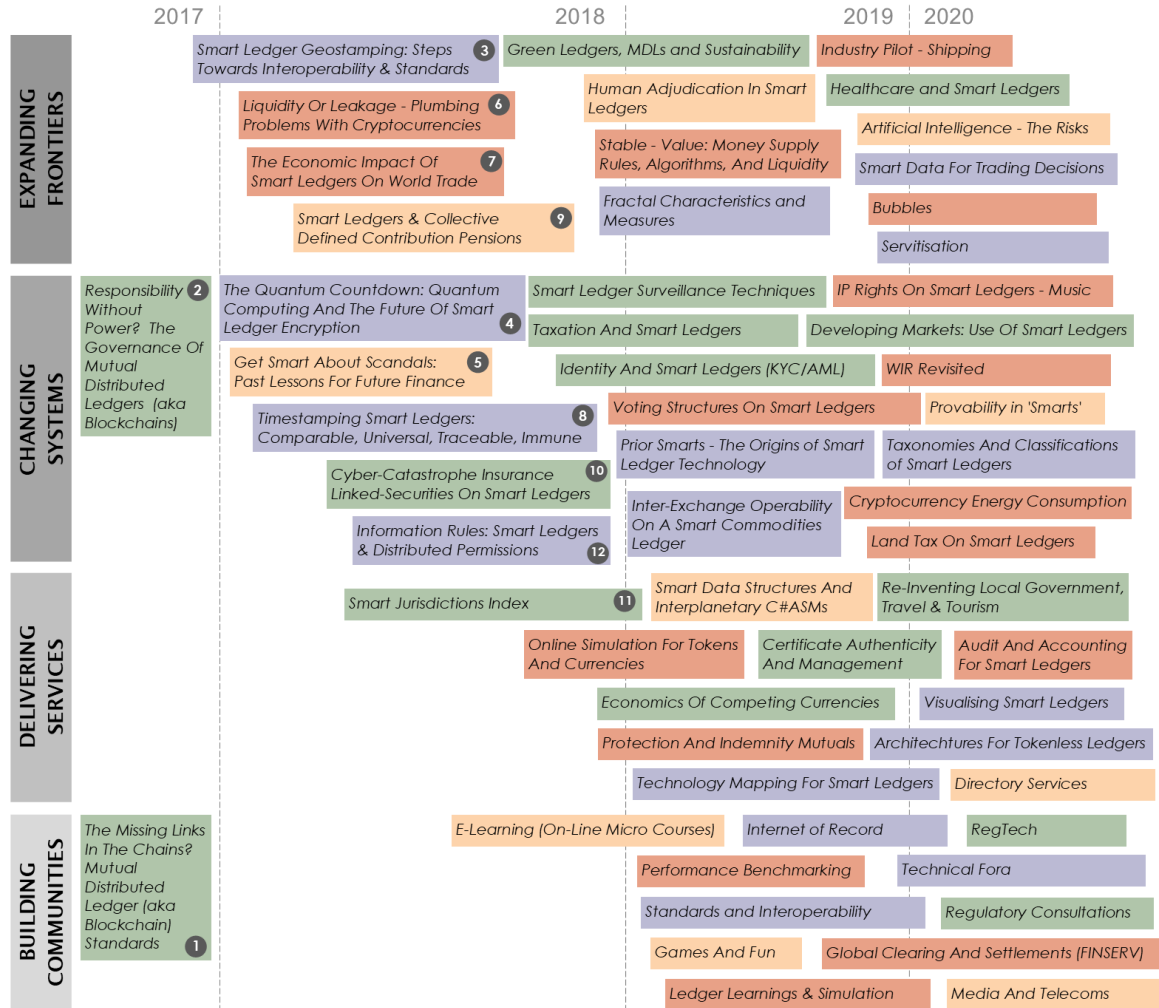 2017
2018
2019
2020
EXPANDING
FRONTIERS
Smart Ledger Geostamping: Steps
Towards Interoperability & Standards
3
Green Ledgers, MDLs and Sustainability
Industry Pilot - Shipping
Liquidity Or Leakage - Plumbing
Problems With Cryptocurrencies
6
Human Adjudication In Smart
Ledgers
Healthcare and Smart Ledgers
Artificial Intelligence - The Risks
The Economic Impact Of
Smart Ledgers On World Trade
7
Stable - Value: Money Supply
Rules, Algorithms, And Liquidity
Smart Data For Trading Decisions
Smart Ledgers & Collective
Defined Contribution Pensions
9
Fractal Characteristics and
Measures
Bubbles
Servitisation
CHANGING
SYSTEMS
Responsibility
Without
Power? The
Governance Of
Mutual
Distributed
Ledgers (aka
Blockchains)
2
The Quantum Countdown: Quantum
Computing And The Future Of Smart
Ledger Encryption
4
Smart Ledger Surveillance Techniques
IP Rights On Smart Ledgers - Music
Taxation And Smart Ledgers
Developing Markets: Use Of Smart Ledgers
Get Smart About Scandals:
Past Lessons For Future Finance
5
Identity And Smart Ledgers (KYC/AML)
WIR Revisited
Timestamping Smart Ledgers:
Comparable, Universal, Traceable, Immune
8
Voting Structures On Smart Ledgers
Provability in 'Smarts'
Prior Smarts - The Origins of Smart
Ledger Technology
Taxonomies And Classifications
of Smart Ledgers
Cyber-Catastrophe Insurance
Linked-Securities On Smart Ledgers
10
Inter-Exchange Operability
On A Smart Commodities
Ledger
Cryptocurrency Energy Consumption
Information Rules: Smart Ledgers
& Distributed Permissions
12
Land Tax On Smart Ledgers
DELIVERING
SERVICES
Smart Jurisdictions Index
11
Smart Data Structures And
Interplanetary C#ASMs
Re-Inventing Local Government,
Travel & Tourism
Online Simulation For Tokens
And Currencies
Certificate Authenticity
And Management
Audit And Accounting
For Smart Ledgers
Economics Of Competing Currencies
Visualising Smart Ledgers
Protection And Indemnity Mutuals
Architechtures For Tokenless Ledgers
Technology Mapping For Smart Ledgers
Directory Services
BUILDING
COMMUNITIES
The Missing Links
In The Chains?
Mutual
Distributed
Ledger (aka
Blockchain)
Standards
1
E-Learning (On-Line Micro Courses)
Internet of Record
RegTech
Performance Benchmarking
Technical Fora
Standards and Interoperability
Regulatory Consultations
Games And Fun
Global Clearing And Settlements (FINSERV)
Ledger Learnings & Simulation
Media And Telecoms